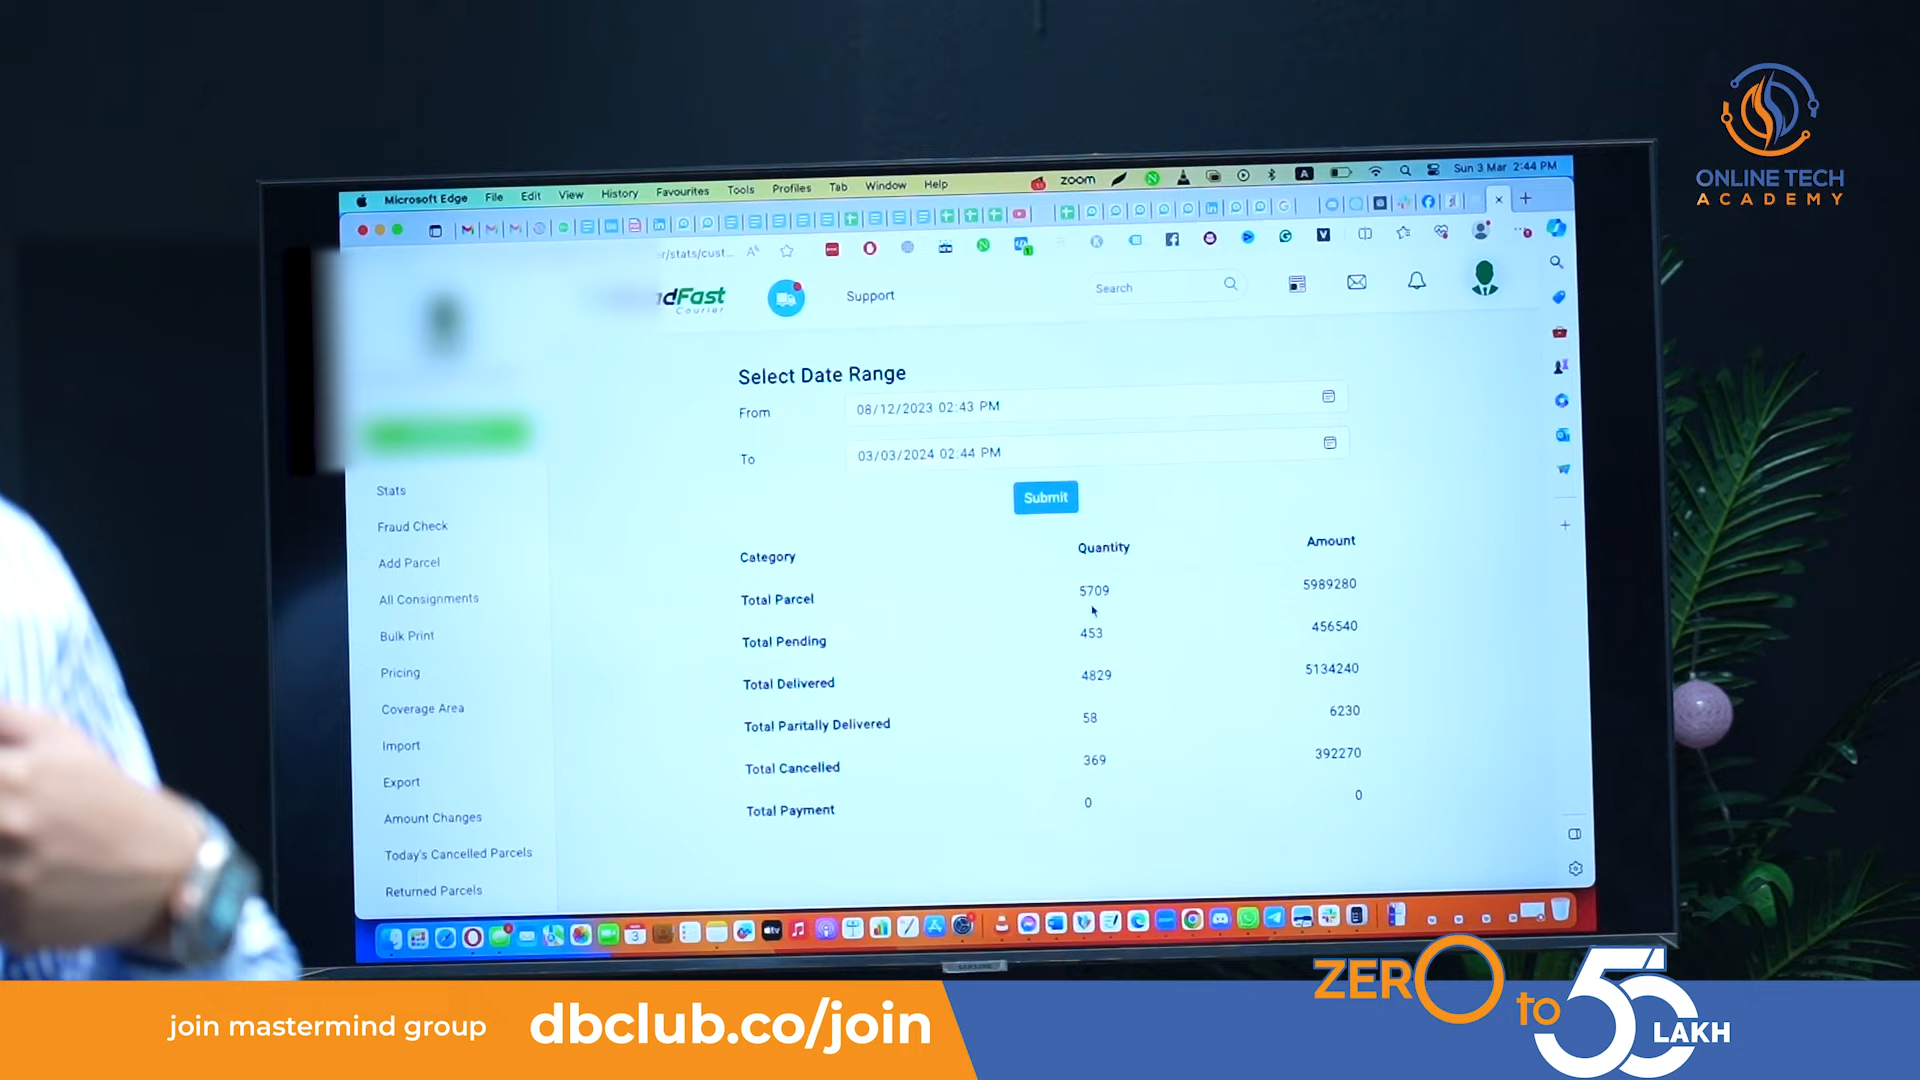 ONLINE TECH
ACADEMY
Microsoft Edge File Edit View History Favourites Tools Profiles Tab Window Help
zoom
A
Sun 3 Mar 2:44 PM
r/stats/cust...
dFast
Courier
Support
Search
Select Date Range
From
08/12/2023 02:43 PM
To
03/03/2024 02:44 PM
Submit
Category Quantity Amount
Total Parcel 5709 5989280
Total Pending 453 456540
Total Delivered 4829 5134240
Total Paritally Delivered 58 6230
Total Cancelled 369 392270
Total Payment 0 0
Stats
Fraud Check
Add Parcel
All Consignments
Bulk Print
Pricing
Coverage Area
Import
Export
Amount Changes
Today's Cancelled Parcels
Returned Parcels
SAMSUNG
join mastermind group dbclub.co/join
ZERO to 50 LAKH